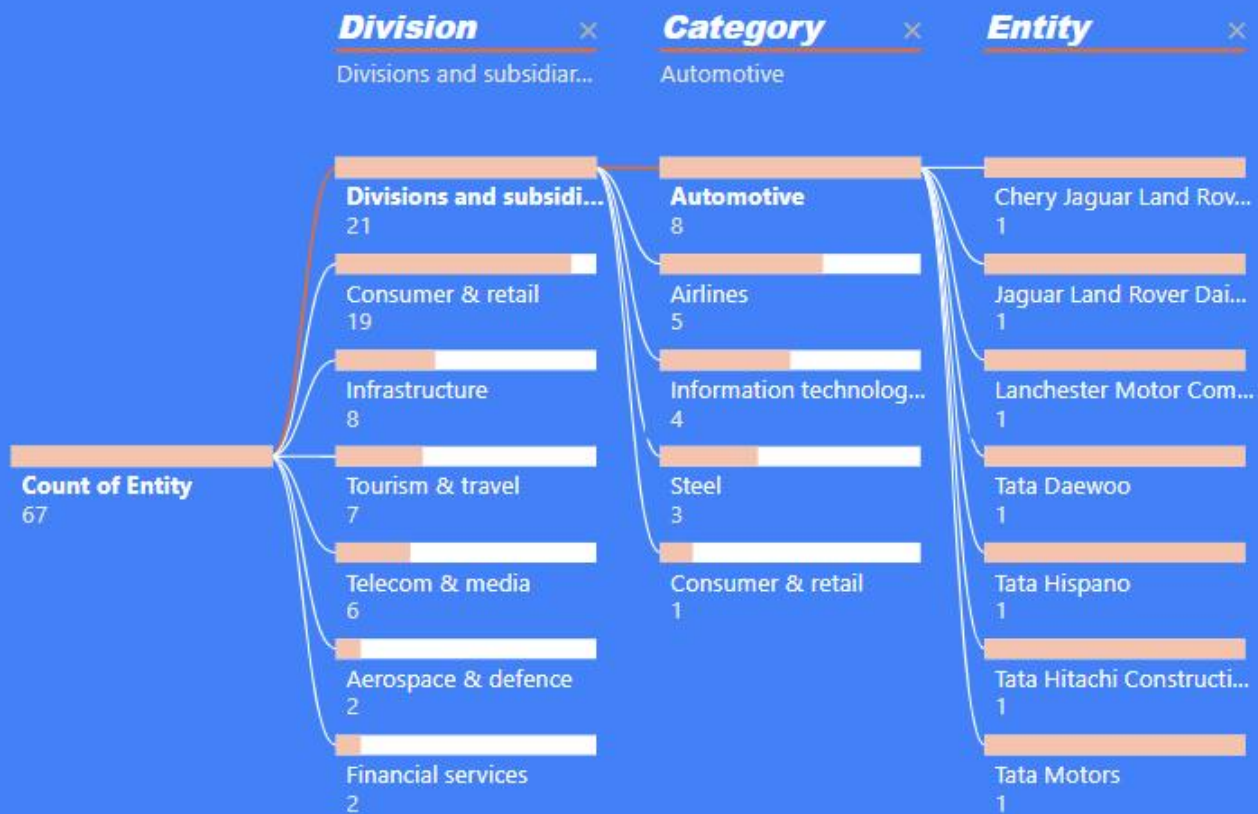 Division ×
Divisions and subsidiar...
Category ×
Automotive
Entity ×
Count of Entity
67
Divisions and subsidi...
21
Consumer & retail
19
Infrastructure
8
Tourism & travel
7
Telecom & media
6
Aerospace & defence
2
Financial services
2
Automotive
8
Airlines
5
Information technolog...
4
Steel
3
Consumer & retail
1
Chery Jaguar Land Rov...
1
Jaguar Land Rover Dai...
1
Lanchester Motor Com...
1
Tata Daewoo
1
Tata Hispano
1
Tata Hitachi Constructi...
1
Tata Motors
1